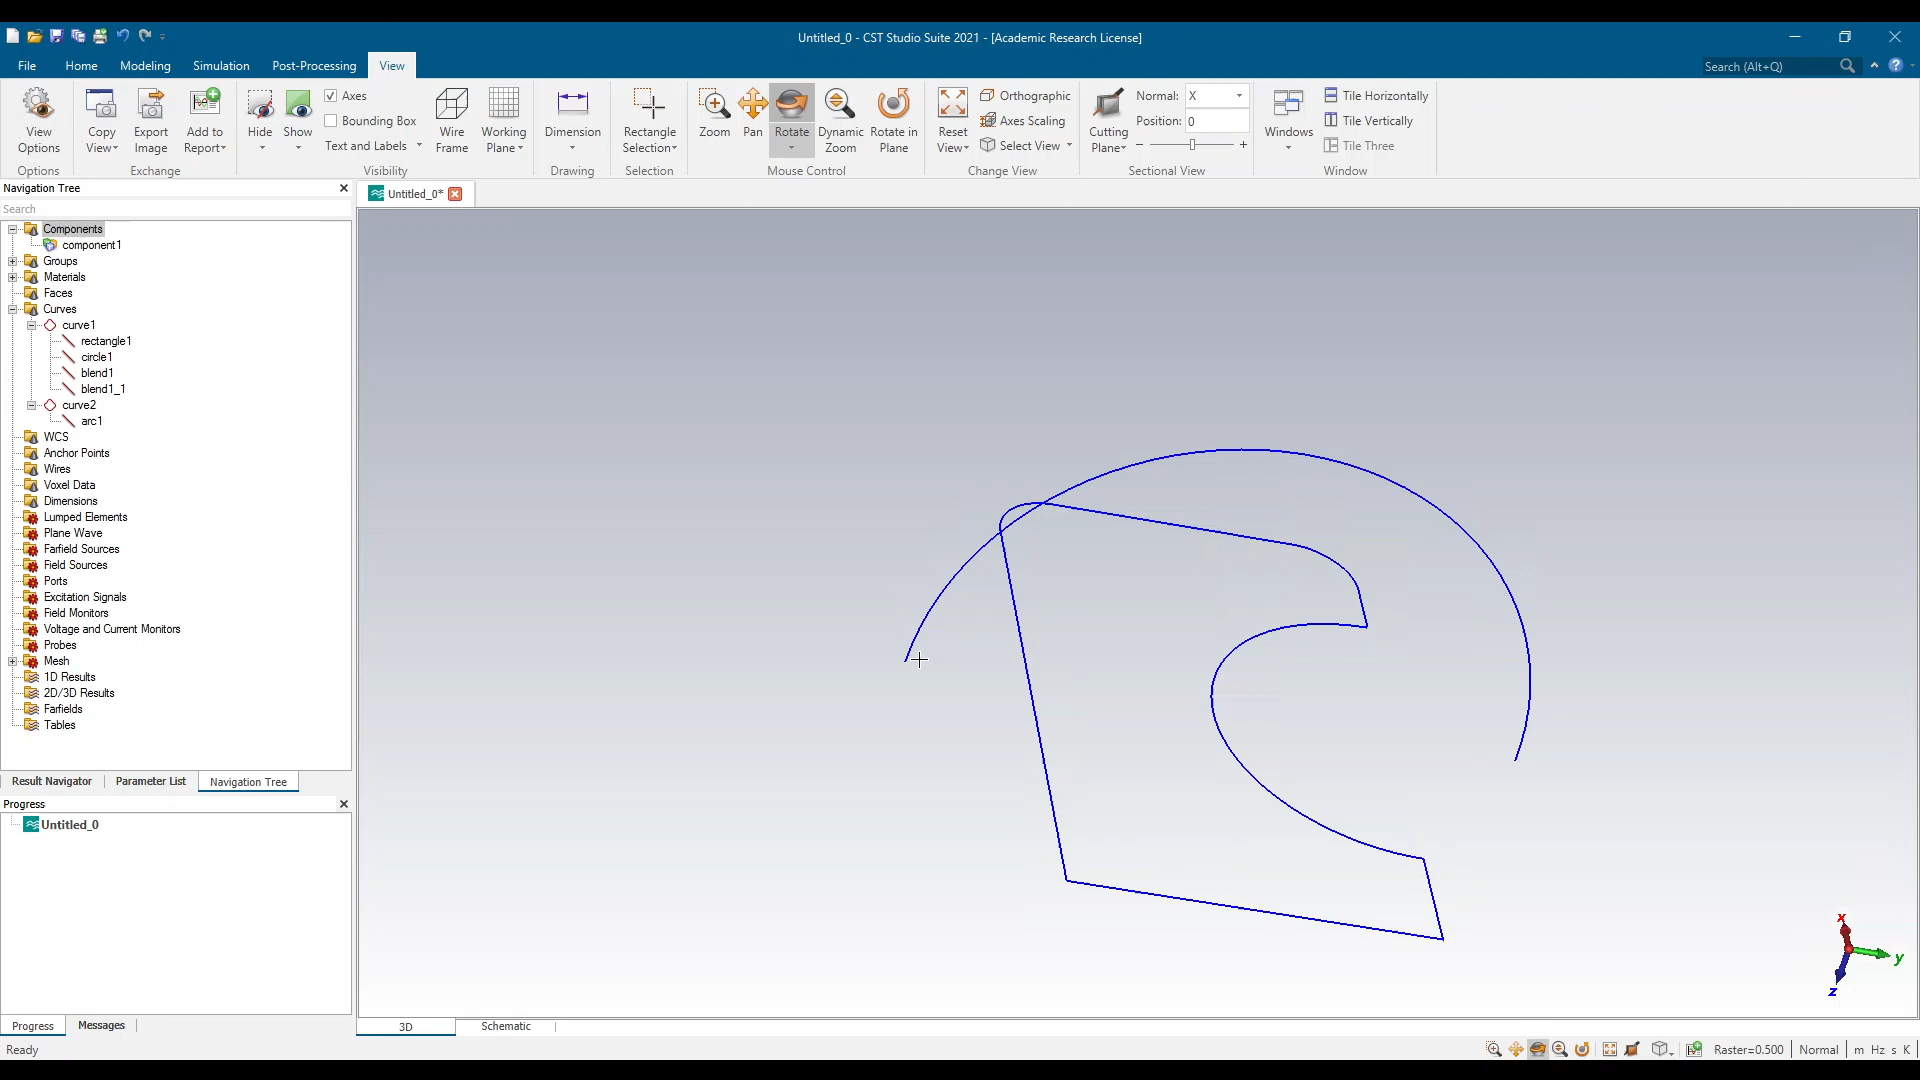 Untitled_0 - CST Studio Suite 2021 - [Academic Research License]
File Home Modeling Simulation Post-Processing View Search (Alt+Q)
View Options
Copy View
Export Image
Add to Report
Hide
Show
Axes
Bounding Box
Text and Labels
Wire Frame
Working Plane
Dimension
Rectangle Selection
Zoom
Pan
Rotate
Dynamic Zoom
Rotate in Plane
Reset View
Orthographic
Axes Scaling
Select View
Cutting Plane
Normal: X
Position: 0
Windows
Tile Horizontally
Tile Vertically
Tile Three
Options Exchange Visibility Drawing Selection Mouse Control Change View Sectional View Window
Navigation Tree
Untitled_0*
Search
Components
component1
Groups
Materials
Faces
Curves
curve1
rectangle1
circle1
blend1
blend1_1
curve2
arc1
WCS
Anchor Points
Wires
Voxel Data
Dimensions
Lumped Elements
Plane Wave
Farfield Sources
Field Sources
Ports
Excitation Signals
Field Monitors
Voltage and Current Monitors
Probes
Mesh
1D Results
2D/3D Results
Farfields
Tables
Result Navigator Parameter List Navigation Tree
Progress
Untitled_0
x
y
z
Progress Messages
3D Schematic
Ready
Raster=0.500 Normal m Hz s K